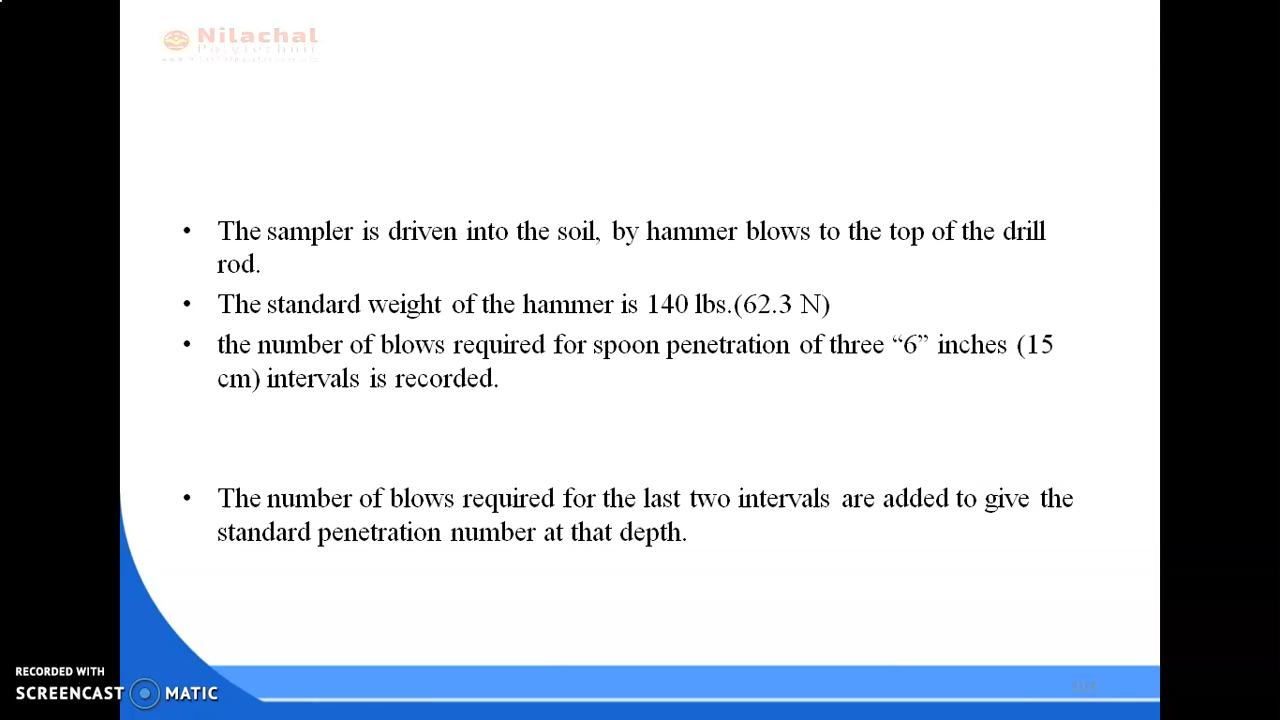 Nilachal
Polytechnic
• The sampler is driven into the soil, by hammer blows to the top of the drill
rod.
• The standard weight of the hammer is 140 lbs.(62.3 N)
• the number of blows required for spoon penetration of three “6” inches (15
cm) intervals is recorded.
• The number of blows required for the last two intervals are added to give the
standard penetration number at that depth.
RECORDED WITH
SCREENCAST MATIC